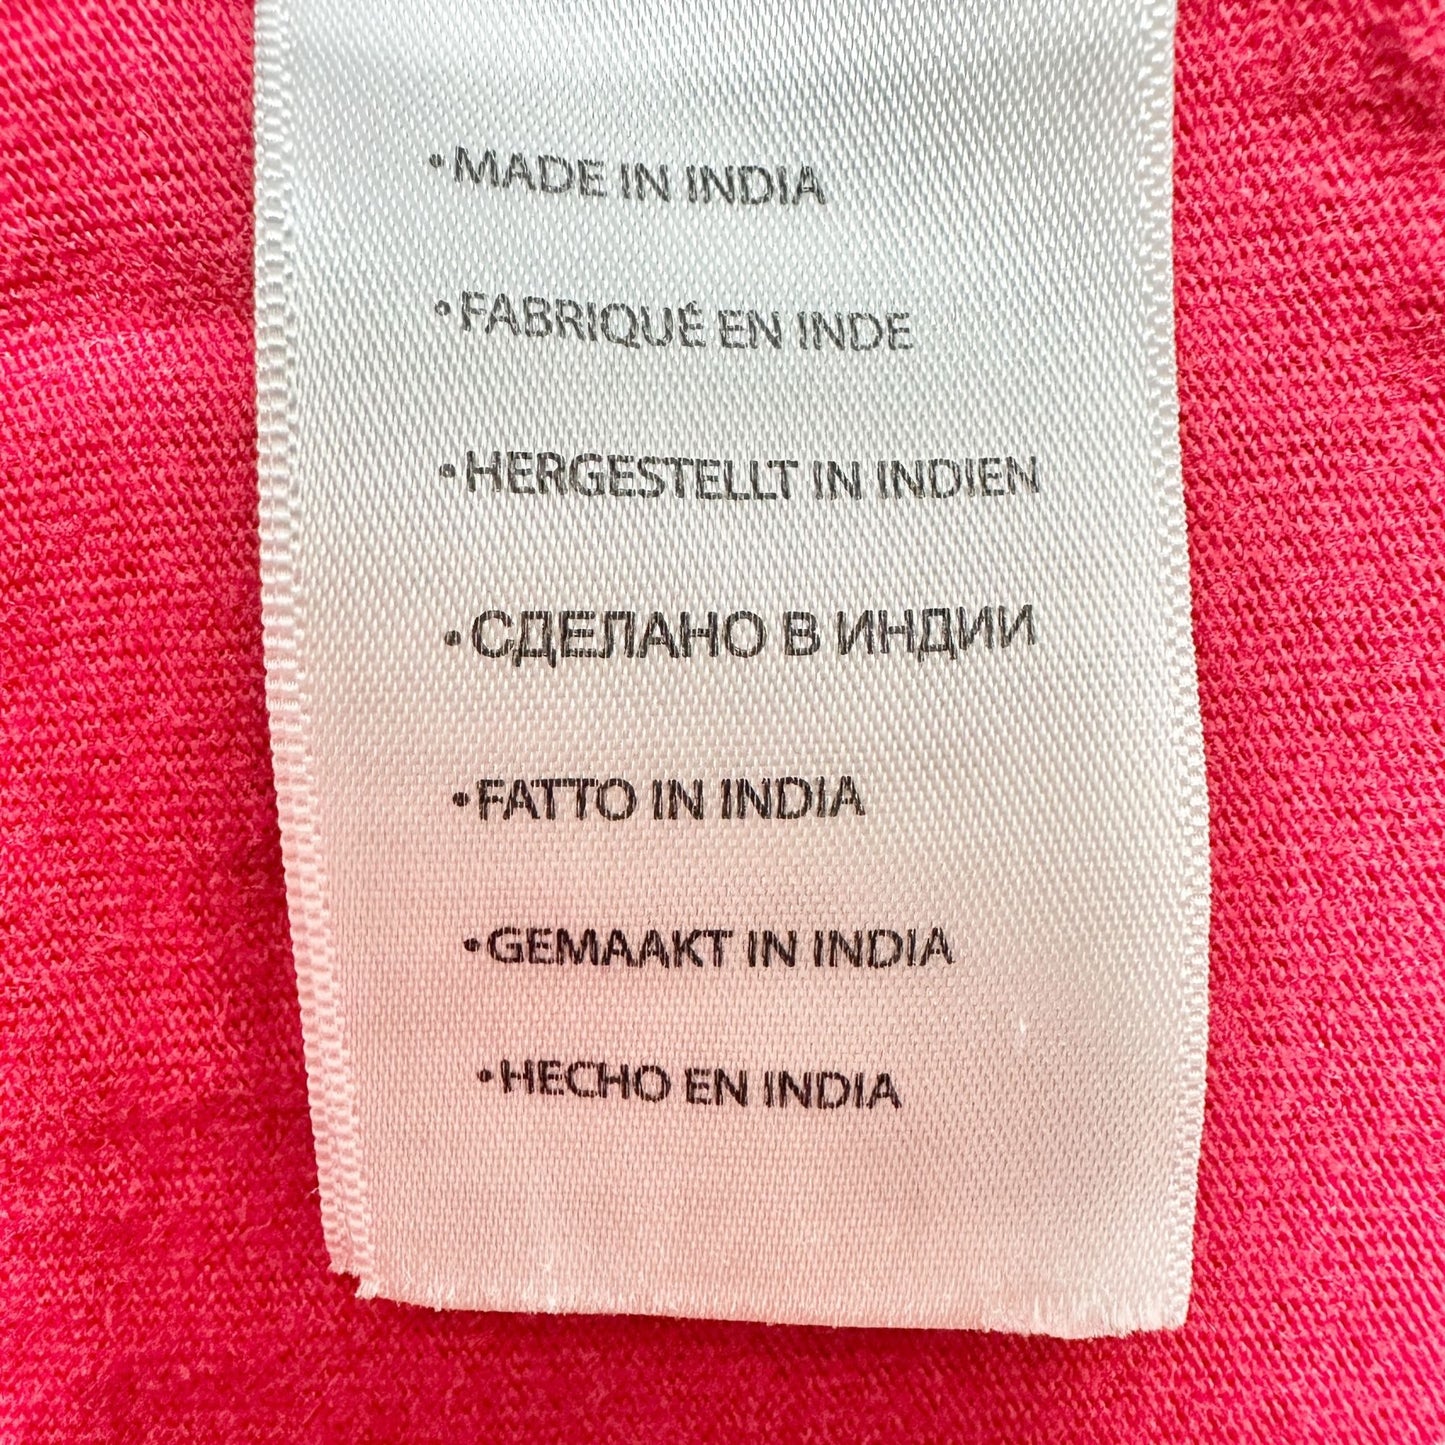 •MADE IN INDIA
•FABRIQUÉ EN INDE
•HERGESTELLT IN INDIEN
•СДЕЛАНО В ИНДИИ
•FATTO IN INDIA
•GEMAAKT IN INDIA
•HECHO EN INDIA